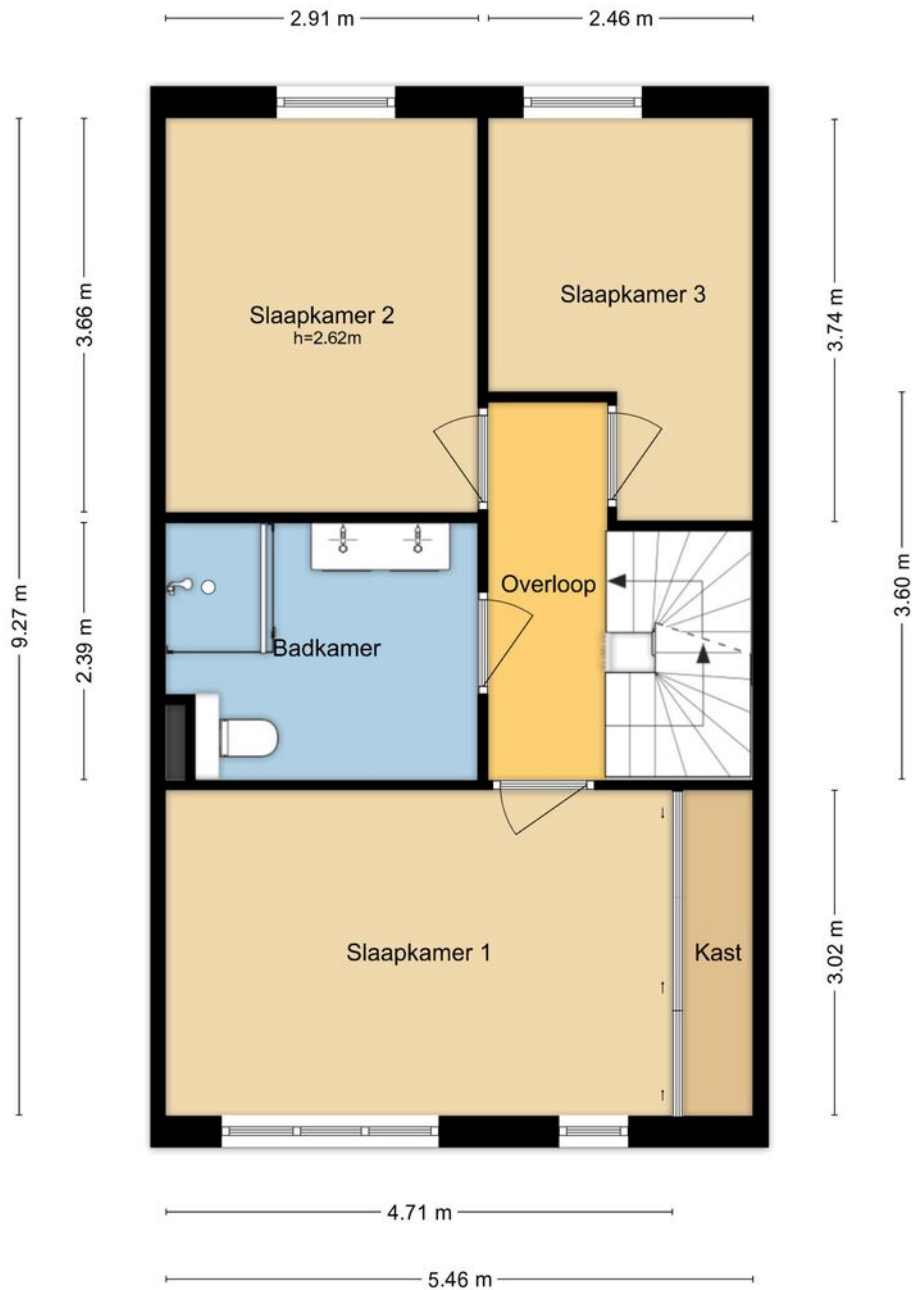 2.91 m
2.46 m
Slaapkamer 2
h=2.62m
Slaapkamer 3
3.66 m
3.74 m
9.27 m
2.39 m
Badkamer
Overloop
3.60 m
Slaapkamer 1
Kast
3.02 m
4.71 m
5.46 m